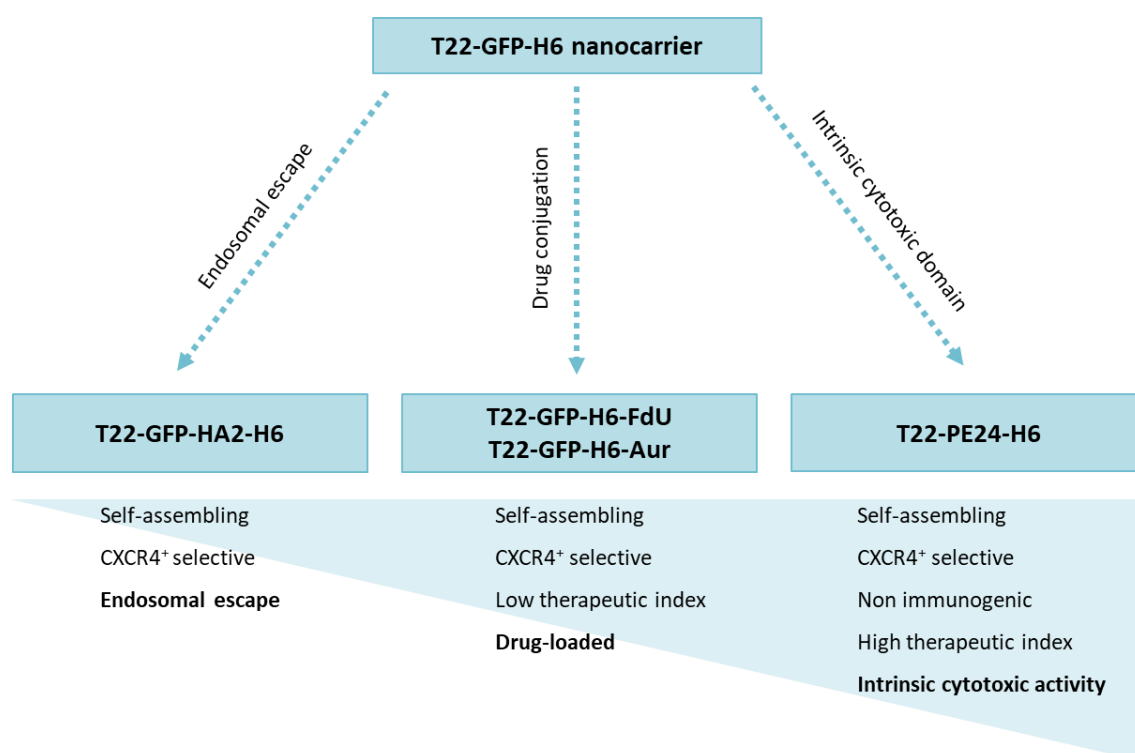 T22-GFP-H6 nanocarrier
Endosomal escape
Drug conjugation
Intrinsic cytotoxic domain
T22-GFP-HA2-H6
T22-GFP-H6-FdU
T22-GFP-H6-Aur
T22-PE24-H6
Self-assembling
CXCR4⁺ selective
Endosomal escape
Self-assembling
CXCR4⁺ selective
Low therapeutic index
Drug-loaded
Self-assembling
CXCR4⁺ selective
Non immunogenic
High therapeutic index
Intrinsic cytotoxic activity